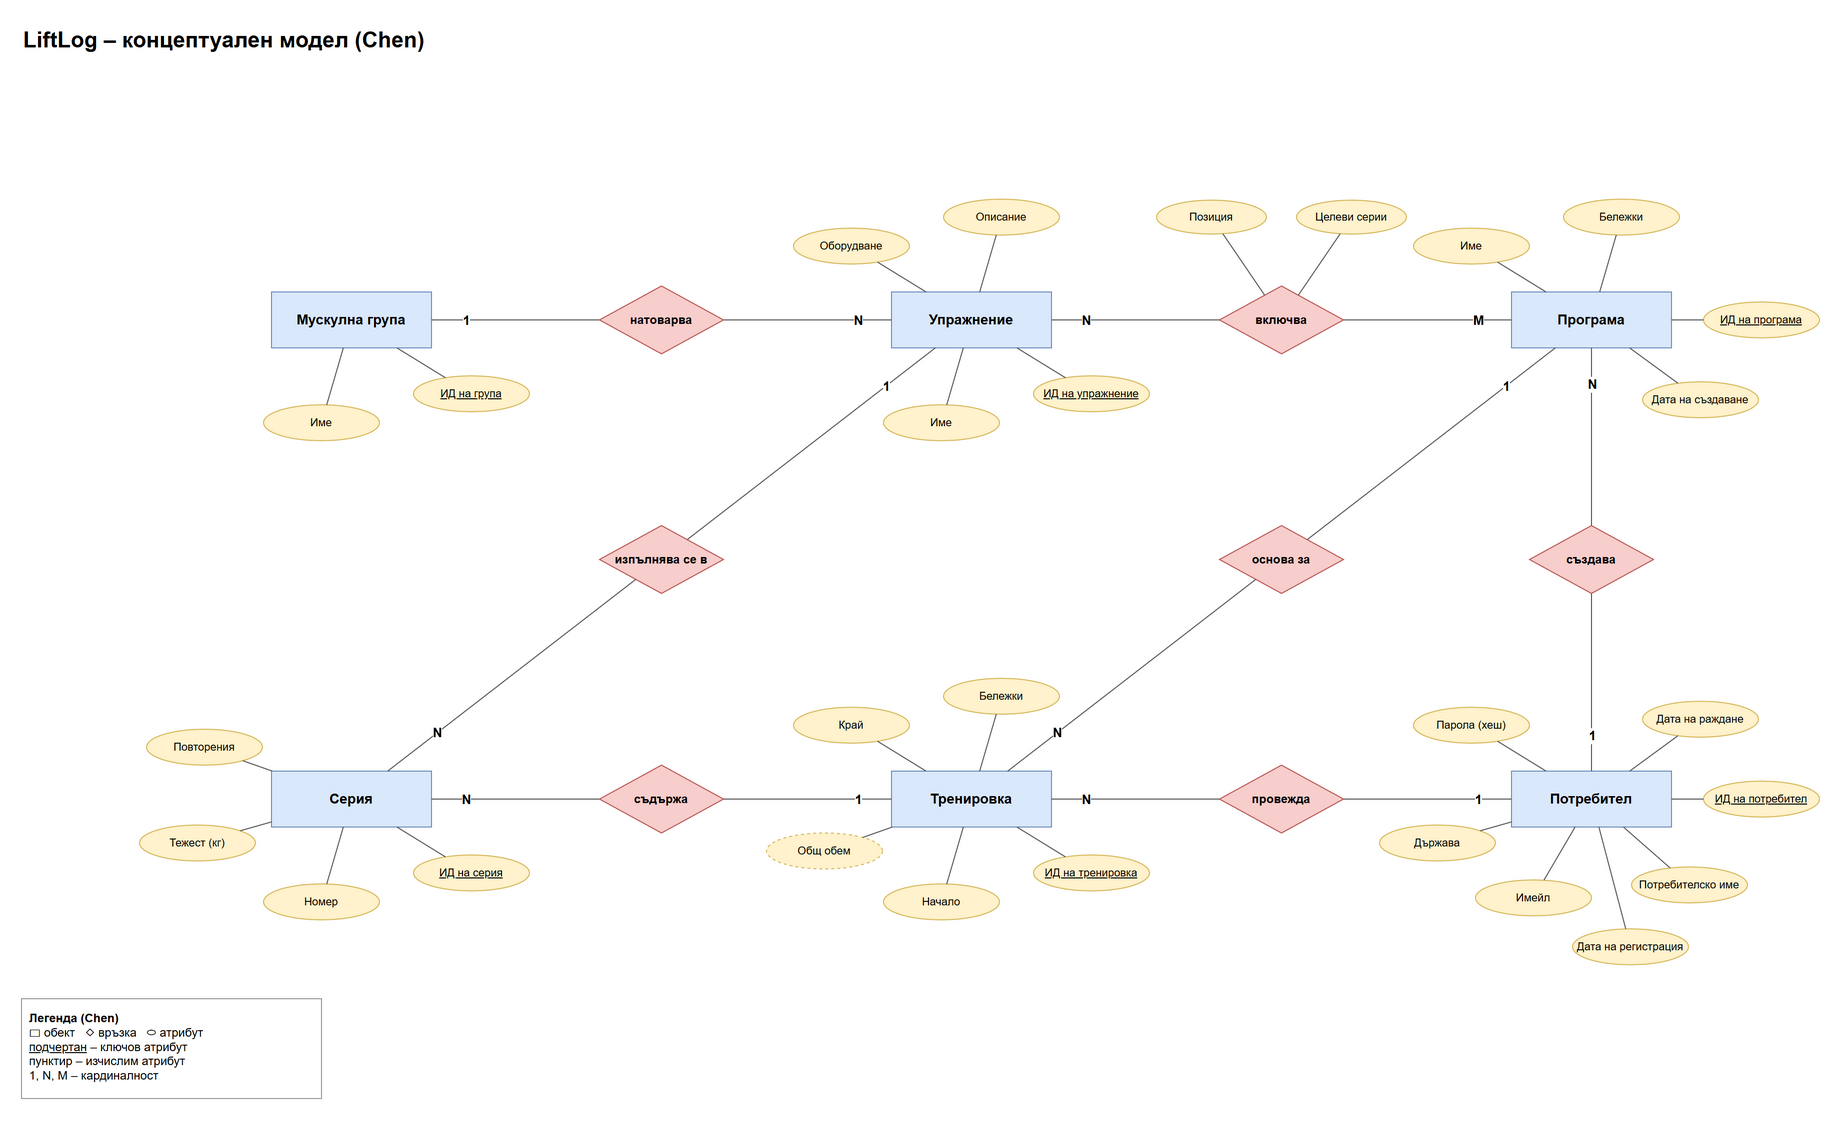 LiftLog – концептуален модел (Chen)
Описание
Позиция
Целеви серии
Бележки
Оборудване
Име
Мускулна група
1
натоварва
N
Упражнение
N
включва
M
Програма
ИД на програма
1
1
N
ИД на група
ИД на упражнение
Дата на създаване
Име
Име
изпълнява се в
основа за
създава
Бележки
Край
Парола (хеш)
Дата на раждане
N
N
1
Повторения
Серия
N
съдържа
1
Тренировка
N
провежда
1
Потребител
ИД на потребител
Тежест (кг)
Общ обем
Държава
ИД на серия
ИД на тренировка
Потребителско име
Номер
Начало
Имейл
Дата на регистрация
Легенда (Chen)
обект връзка атрибут
подчертан – ключов атрибут
пунктир – изчислим атрибут
1, N, M – кардиналност